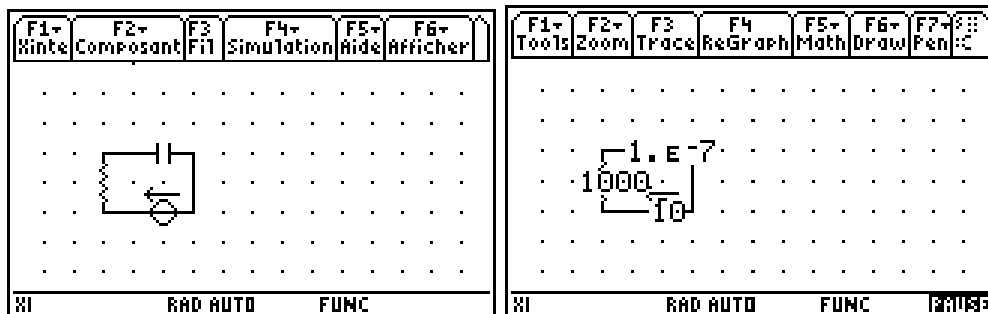 F1 F2 F3 F4 F5 F6
Xinte Composant Fil Simulation Aide Afficher
XI RAD AUTO FUNC
F1 F2 F3 F4 F5 F6 F7
Tools Zoom Trace ReGraph Math Draw Pen
1.E-7
1000
XI RAD AUTO FUNC PAUSE